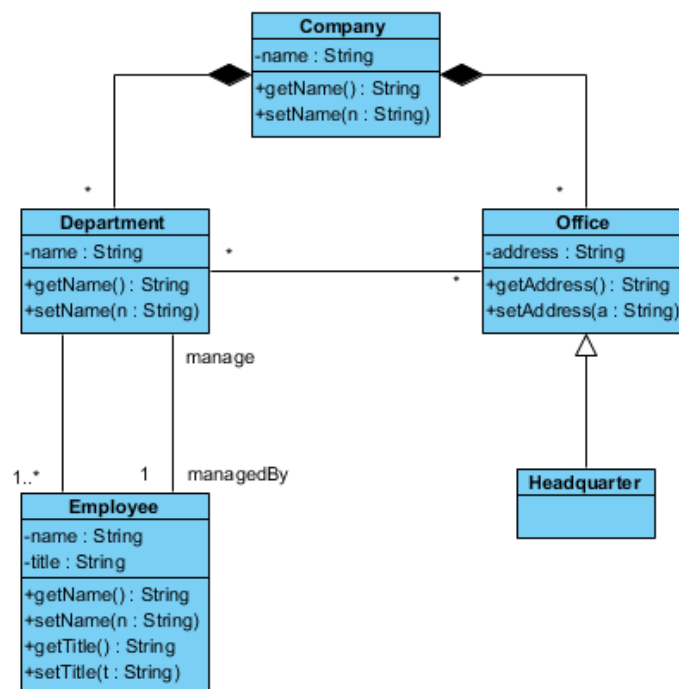 Company
-name : String
+getName() : String
+setName(n : String)
*
*
Department
-name : String
+getName() : String
+setName(n : String)
*
*
Office
-address : String
+getAddress() : String
+setAddress(a : String)
manage
1..*
1
managedBy
Employee
-name : String
-title : String
+getName() : String
+setName(n : String)
+getTitle() : String
+setTitle(t : String)
Headquarter